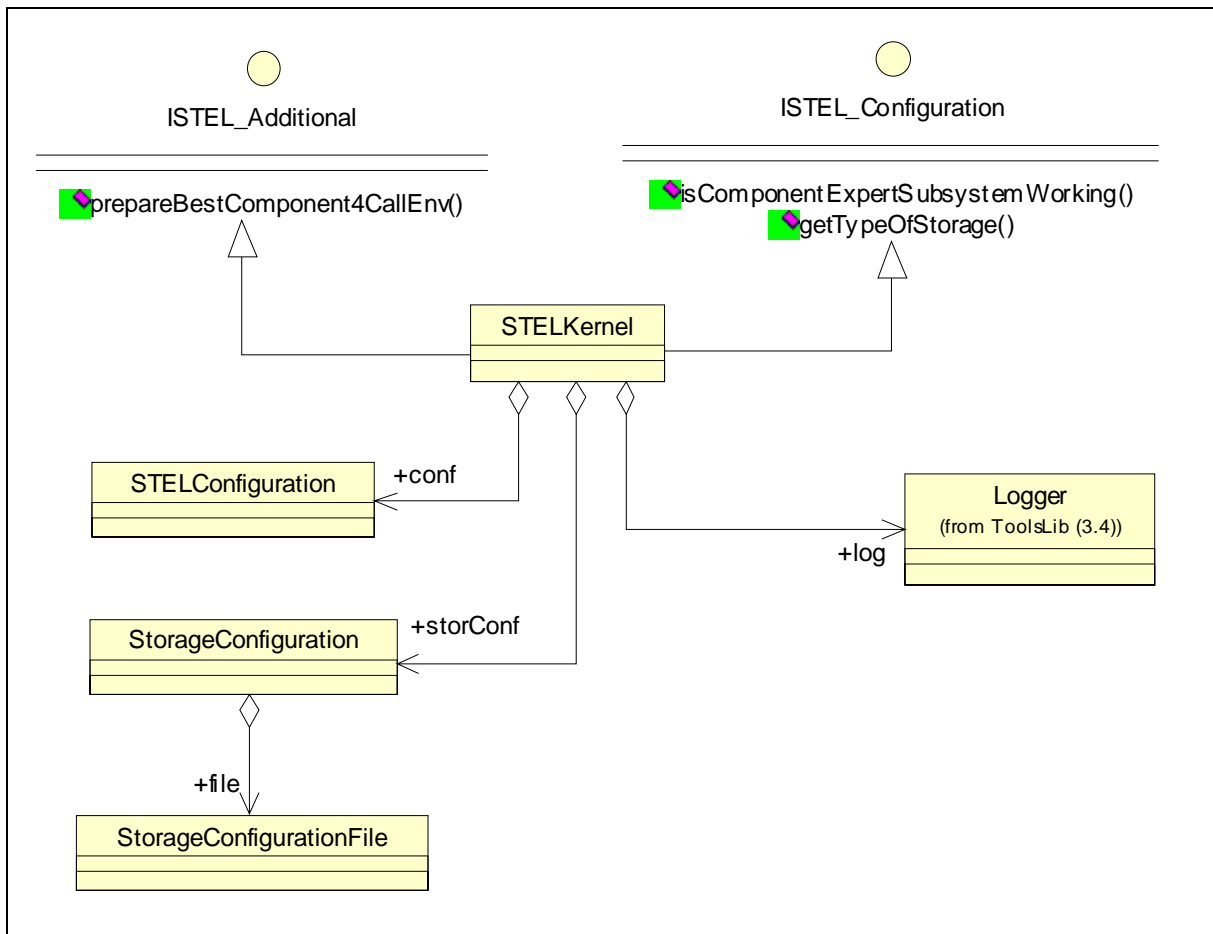 ISTEL_Additional
ISTEL_Configuration
prepareBestComponent4CallEnv()
isComponentExpertSubsystemWorking()
getTypeOfStorage()
STELKernel
STELConfiguration
+conf
Logger
(from ToolsLib (3.4))
+log
StorageConfiguration
+storConf
+file
StorageConfigurationFile